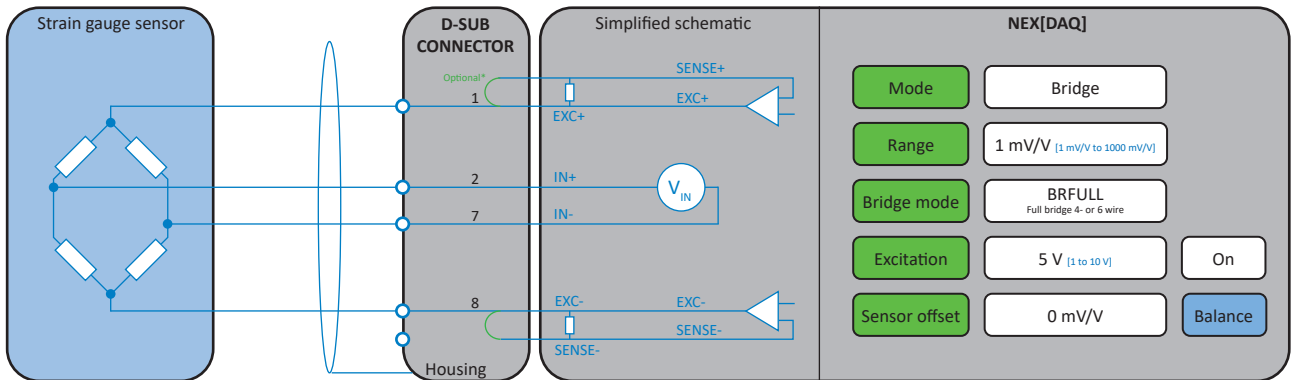 Strain gauge sensor
D-SUB
CONNECTOR
Optional*
1
2
7
8
Housing
Simplified schematic
SENSE+
EXC+
EXC+
IN+
V IN
IN-
EXC-
EXC-
SENSE-
SENSE-
NEX[DAQ]
Mode
Bridge
Range
1 mV/V [1 mV/V to 1000 mV/V]
Bridge mode
BRFULL
Full bridge 4- or 6 wire
Excitation
5 V [1 to 10 V]
On
Sensor offset
0 mV/V
Balance